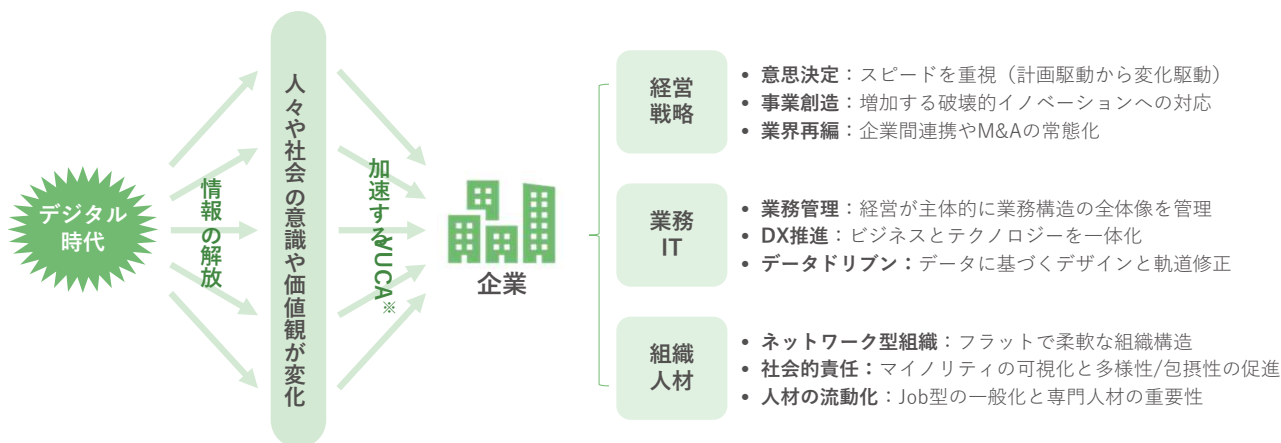 デジタル
時代
情報の解放
人々や社会の意識や価値観が変化
加速するVUCA※
企業
経営
戦略
• 意思決定：スピードを重視（計画駆動から変化駆動）
• 事業創造：増加する破壊的イノベーションへの対応
• 業界再編：企業間連携やM&Aの常態化
業務
IT
• 業務管理：経営が主体的に業務構造の全体像を管理
• DX推進：ビジネスとテクノロジーを一体化
• データドリブン：データに基づくデザインと軌道修正
組織
人材
• ネットワーク型組織：フラットで柔軟な組織構造
• 社会的責任：マイノリティの可視化と多様性/包摂性の促進
• 人材の流動化：Job型の一般化と専門人材の重要性